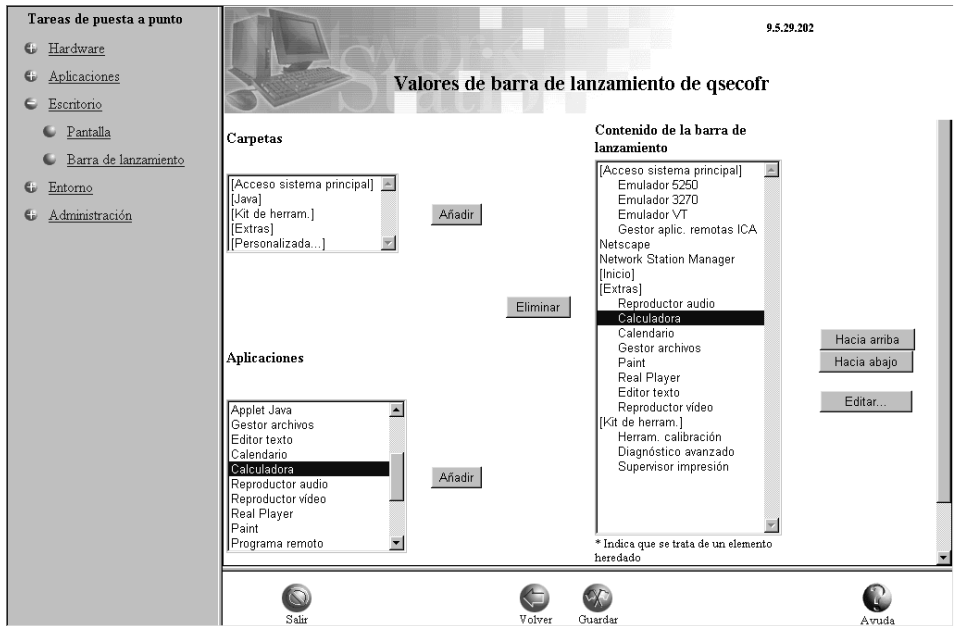 Tareas de puesta a punto
Hardware
Aplicaciones
Escritorio
Pantalla
Barra de lanzamiento
Entorno
Administración
9.5.29.202
Valores de barra de lanzamiento de qsecofr
Carpetas
[Acceso sistema principal]
[Java]
[Kit de herram.]
[Extras]
[Personalizada...]
Añadir
Eliminar
Aplicaciones
Applet Java
Gestor archivos
Editor texto
Calendario
Calculadora
Reproductor audio
Reproductor vídeo
Real Player
Paint
Programa remoto
Añadir
Contenido de la barra de
lanzamiento
[Acceso sistema principal]
Emulador 5250
Emulador 3270
Emulador VT
Gestor aplic. remotas ICA
Netscape
Network Station Manager
[Inicio]
[Extras]
Reproductor audio
Calculadora
Calendario
Gestor archivos
Paint
Real Player
Editor texto
Reproductor vídeo
[Kit de herram.]
Herram. calibración
Diagnóstico avanzado
Supervisor impresión
* Indica que se trata de un elemento
heredado
Hacia arriba
Hacia abajo
Editar...
Salir
Volver
Guardar
Ayuda